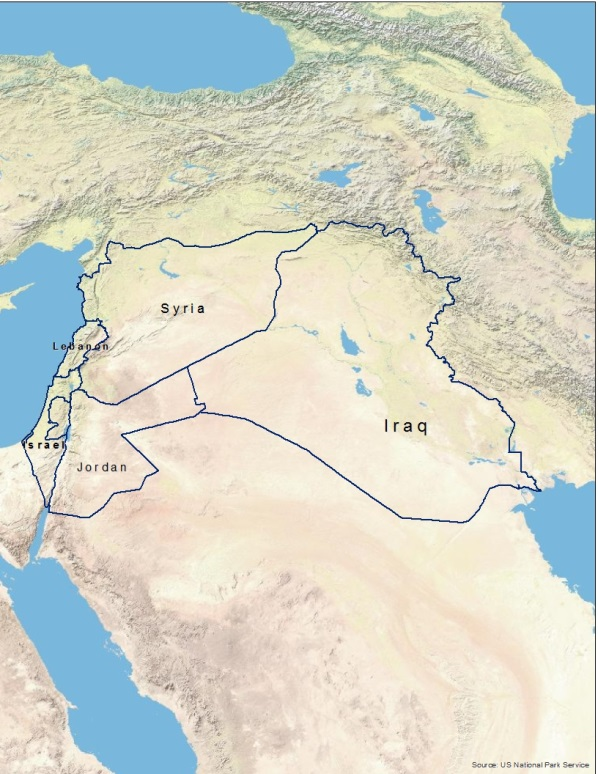 Syria
Lebanon
Iraq
Israel
Jordan
Source: US National Park Service